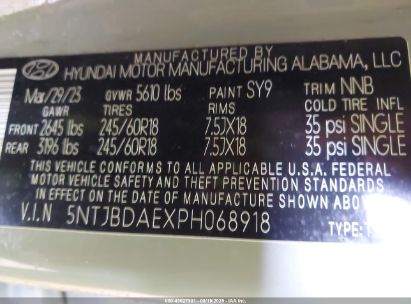 MANUFACTURED BY
HYUNDAI MOTOR MANUFACTURING ALABAMA, LLC
Mar/29/23 GVWR 5610 lbs PAINT SY9 TRIM NNB
GAWR TIRES RIMS COLD TIRE INFL
FRONT 2645 lbs 245/60R18 7.5JX18 35 psi SINGLE
REAR 3196 lbs 245/60R18 7.5JX18 35 psi SINGLE
THIS VEHICLE CONFORMS TO ALL APPLICABLE U.S.A. FEDERAL
MOTOR VEHICLE SAFETY AND THEFT PREVENTION STANDARDS
IN EFFECT ON THE DATE OF MANUFACTURE SHOWN ABOVE.
V.I.N 5NTJBDAEXPH068918 TYPE: